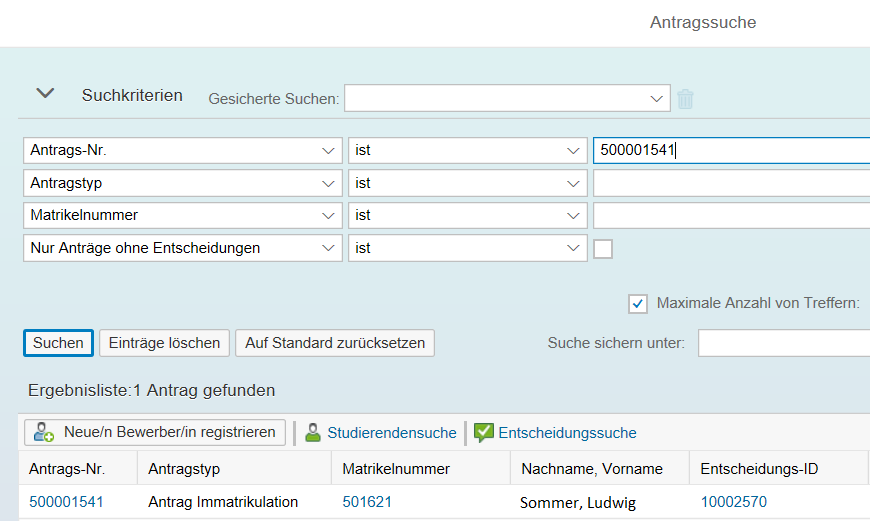 Antragssuche
Suchkriterien Gesicherte Suchen:
Antrags-Nr. ist 500001541
Antragstyp ist
Matrikelnummer ist
Nur Anträge ohne Entscheidungen ist
Maximale Anzahl von Treffern:
Suchen Einträge löschen Auf Standard zurücksetzen Suche sichern unter:
Ergebnisliste:1 Antrag gefunden
Neue/n Bewerber/in registrieren Studierendensuche Entscheidungssuche
Antrags-Nr. Antragstyp Matrikelnummer Nachname, Vorname Entscheidungs-ID
500001541 Antrag Immatrikulation 501621 Sommer, Ludwig 10002570